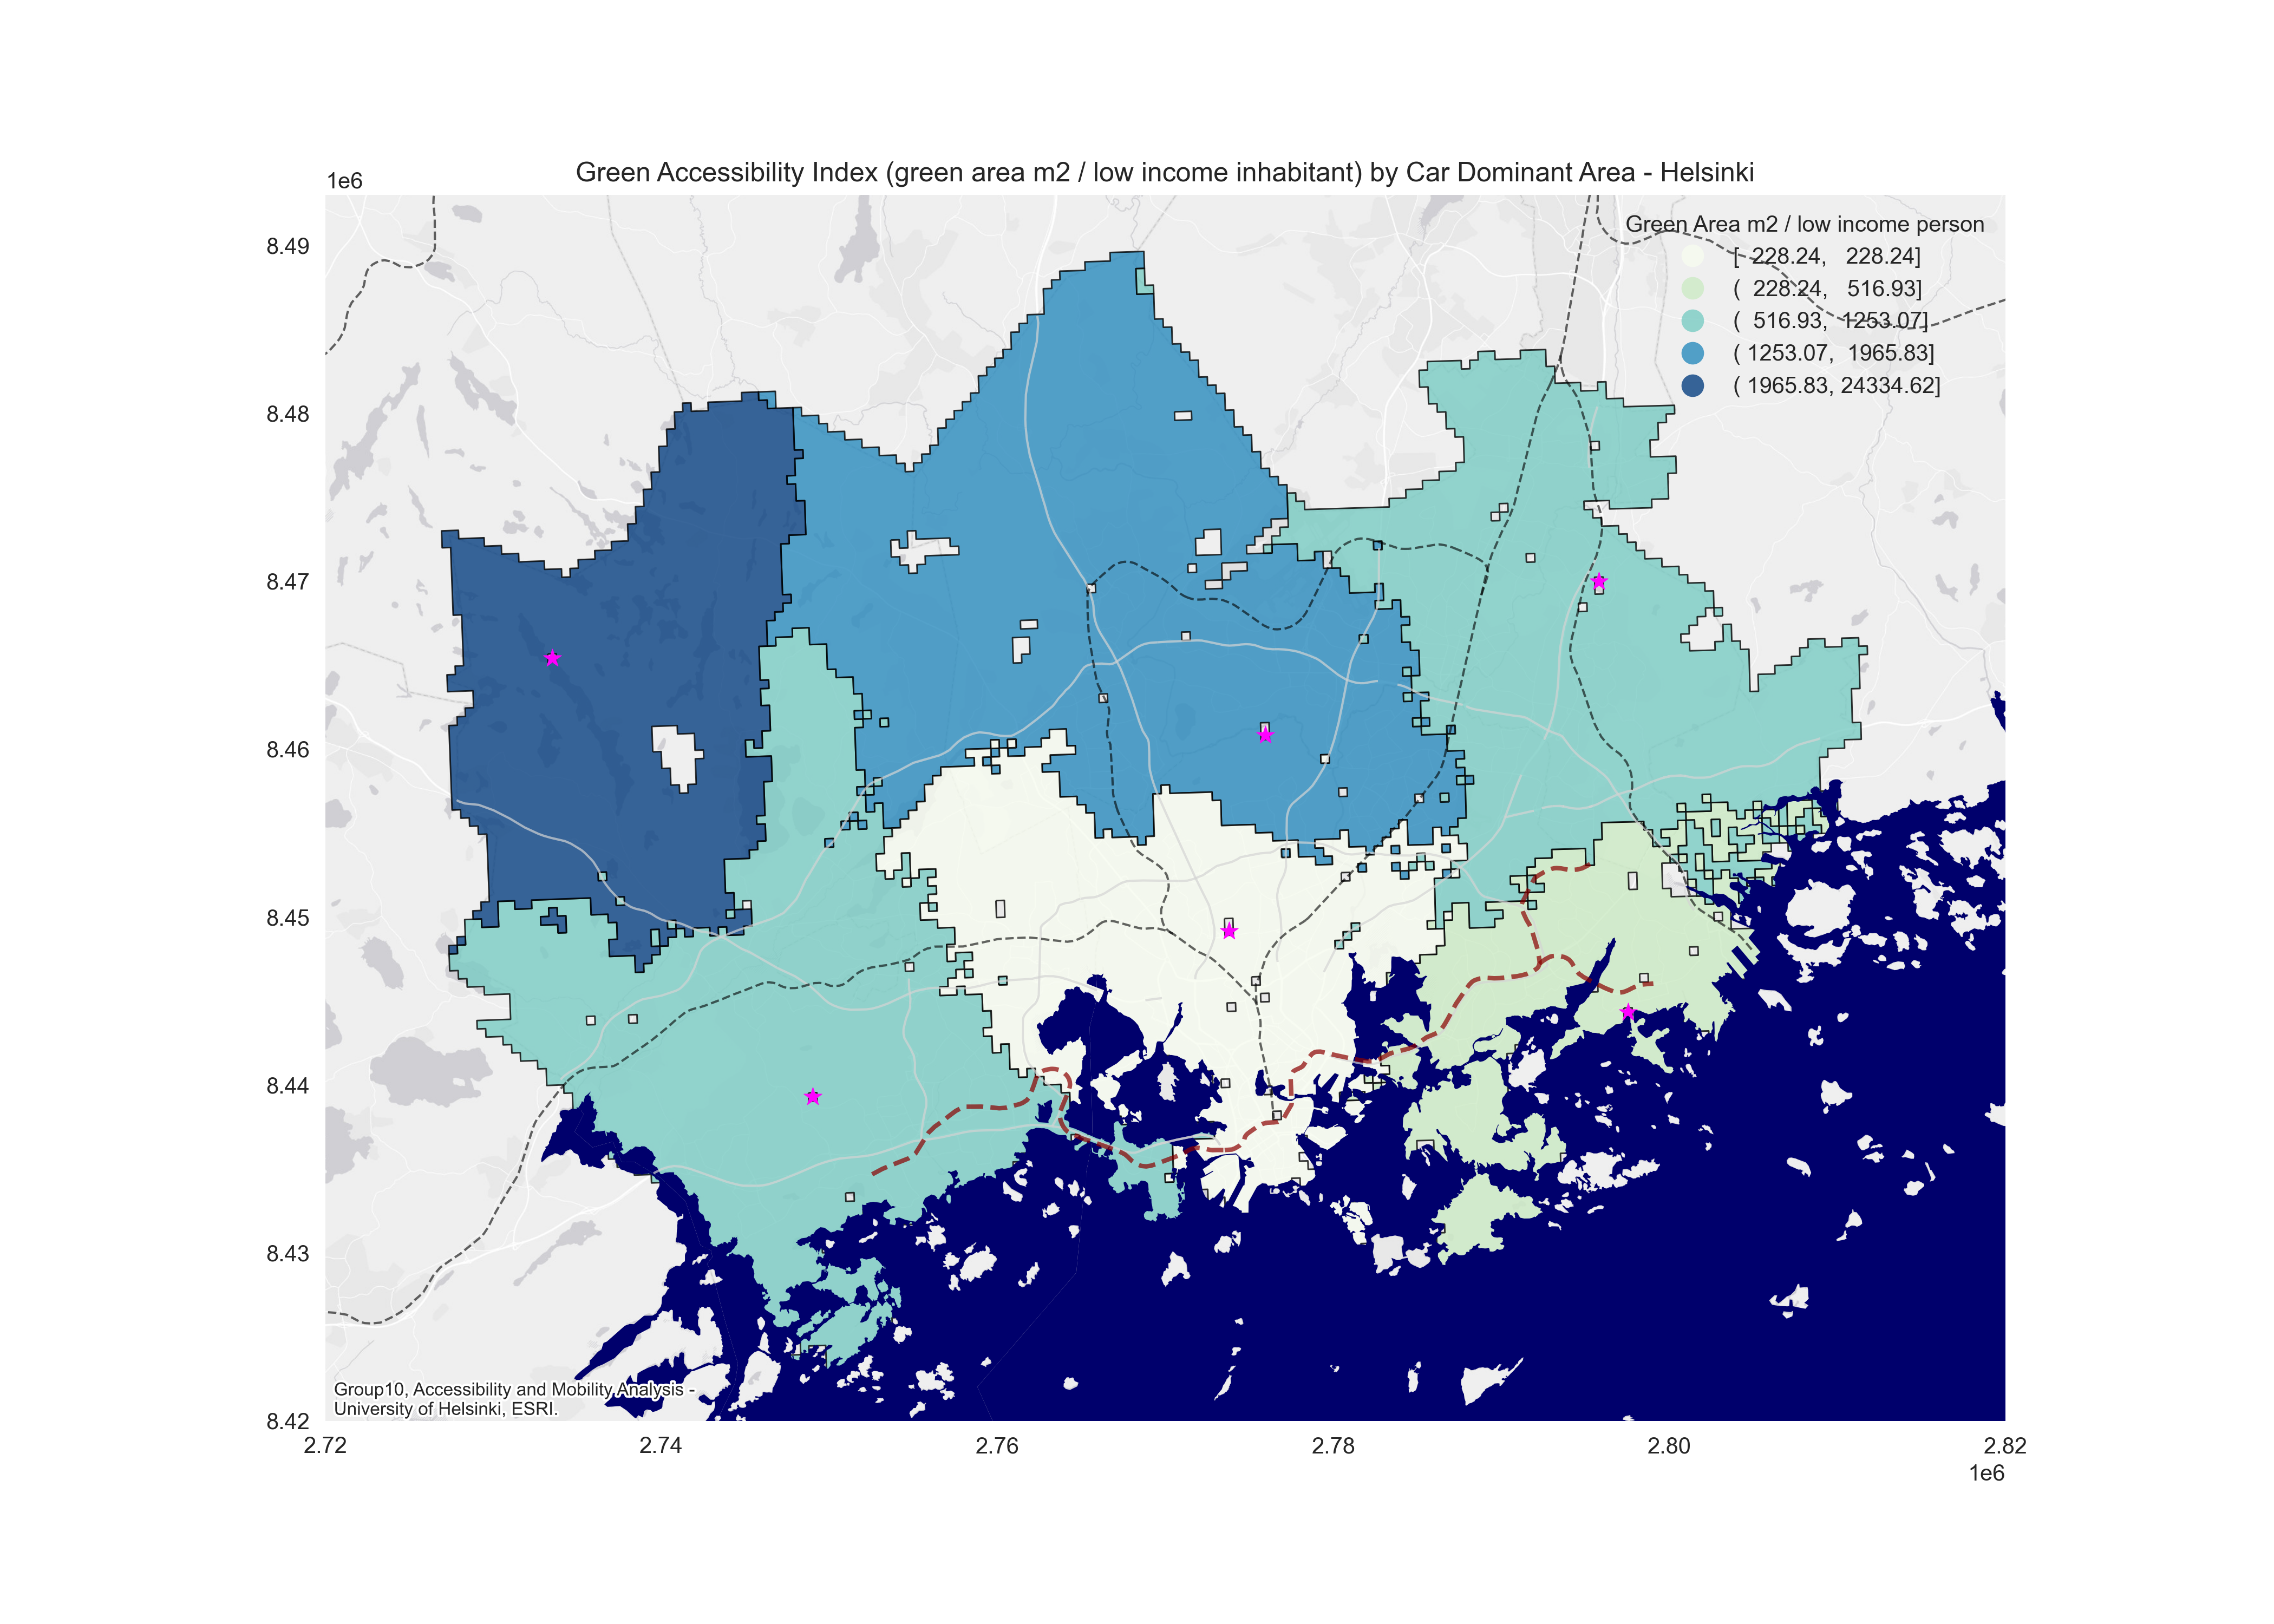 Green Accessibility Index (green area m2 / low income inhabitant) by Car Dominant Area - Helsinki
1e6
Green Area m2 / low income person
[ 228.24, 228.24]
( 228.24, 516.93]
( 516.93, 1253.07]
( 1253.07, 1965.83]
( 1965.83, 24334.62]
8.49
8.48
8.47
8.46
8.45
8.44
8.43
8.42
Group10, Accessibility and Mobility Analysis -
University of Helsinki, ESRI.
2.72 2.74 2.76 2.78 2.80 2.82
1e6